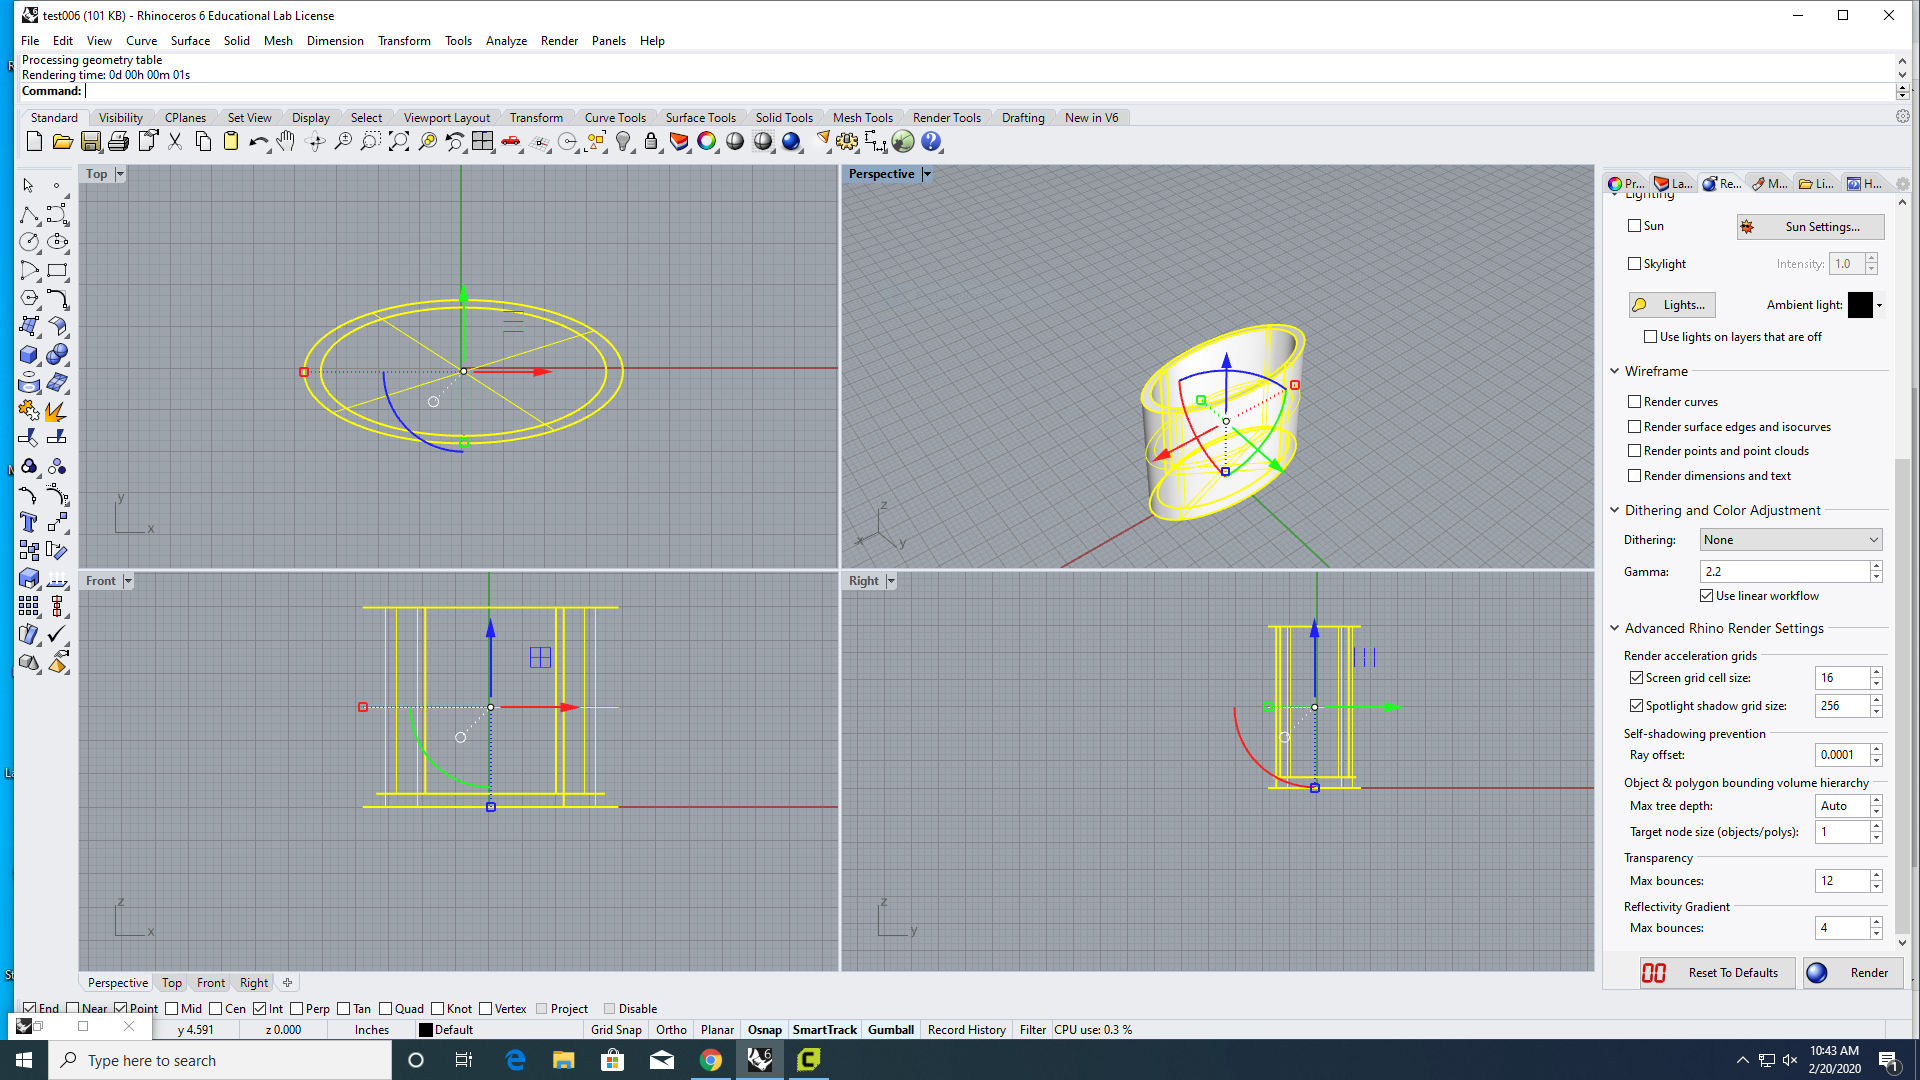 test006 (101 KB) - Rhinoceros 6 Educational Lab License
File Edit View Curve Surface Solid Mesh Dimension Transform Tools Analyze Render Panels Help
Processing geometry table
Rendering time: 0d 00h 00m 01s
Command:
Standard Visibility CPlanes Set View Display Select Viewport Layout Transform Curve Tools Surface Tools Solid Tools Mesh Tools Render Tools Drafting New in V6
Top
Perspective
Pr... La... Re... M... Li... H...
Lighting
Sun Sun Settings...
Skylight Intensity: 1.0
Lights... Ambient light:
Use lights on layers that are off
Wireframe
Render curves
Render surface edges and isocurves
Render points and point clouds
Render dimensions and text
Dithering and Color Adjustment
Dithering: None
Gamma: 2.2
Use linear workflow
Advanced Rhino Render Settings
Render acceleration grids
Screen grid cell size: 16
Spotlight shadow grid size: 256
Self-shadowing prevention
Ray offset: 0.0001
Object & polygon bounding volume hierarchy
Max tree depth: Auto
Target node size (objects/polys): 1
Transparency
Max bounces: 12
Reflectivity Gradient
Max bounces: 4
Reset To Defaults Render
y x
z x y
Front
Right
z x
z y
Perspective Top Front Right
End Near Point Mid Cen Int Perp Tan Quad Knot Vertex Project Disable
y 4.591 z 0.000 Inches Default Grid Snap Ortho Planar Osnap SmartTrack Gumball Record History Filter CPU use: 0.3 %
Type here to search
10:43 AM
2/20/2020
1